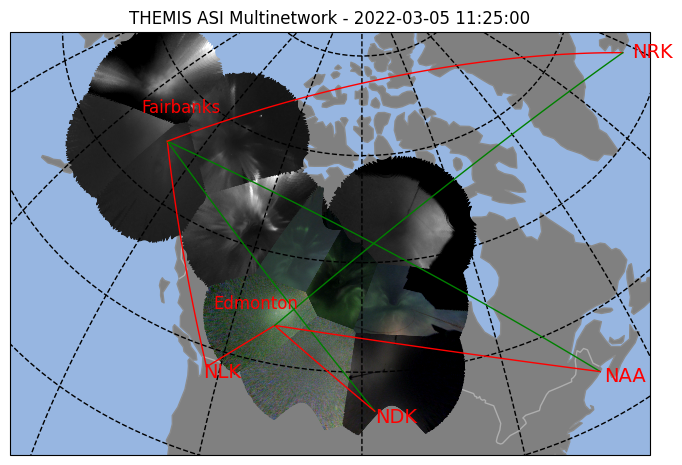 THEMIS ASI Multinetwork - 2022-03-05 11:25:00
NRK
Fairbanks
Edmonton
NLK
NAA
NDK